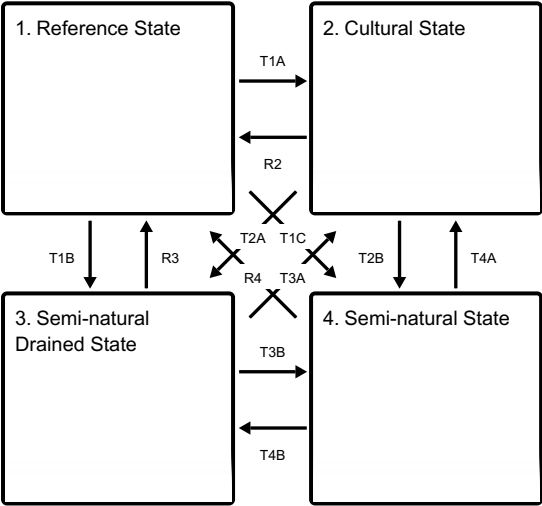 1. Reference State
2. Cultural State
T1A
R2
T2A
T1C
T1B
R3
T2B
T4A
R4
T3A
3. Semi-natural
Drained State
4. Semi-natural State
T3B
T4B